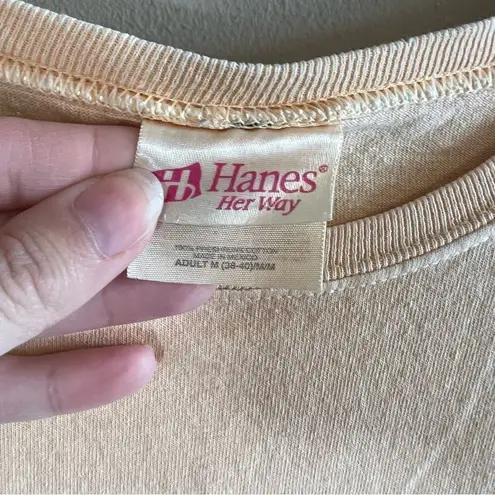 Hanes®
Her Way
100% PRESHRUNK COTTON
MADE IN MEXICO
ADULT M (38-40)/M/M